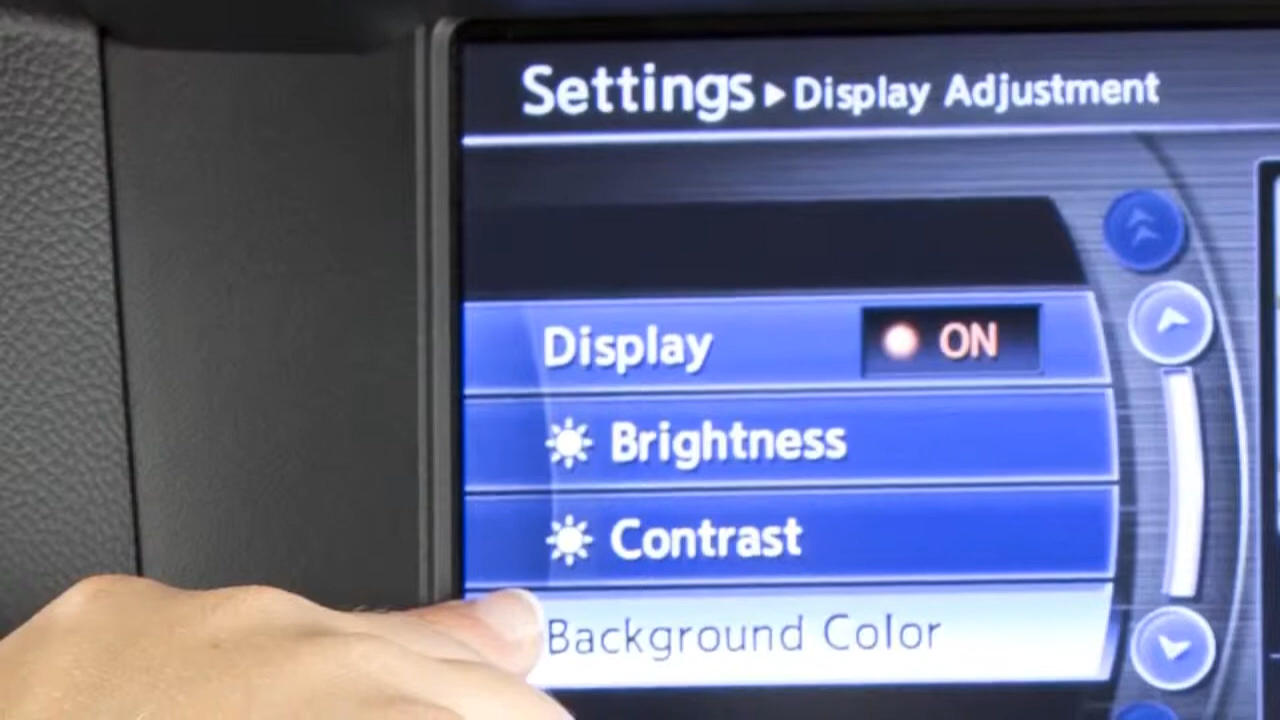 Settings ▸ Display Adjustment
Display ON
Brightness
Contrast
Background Color